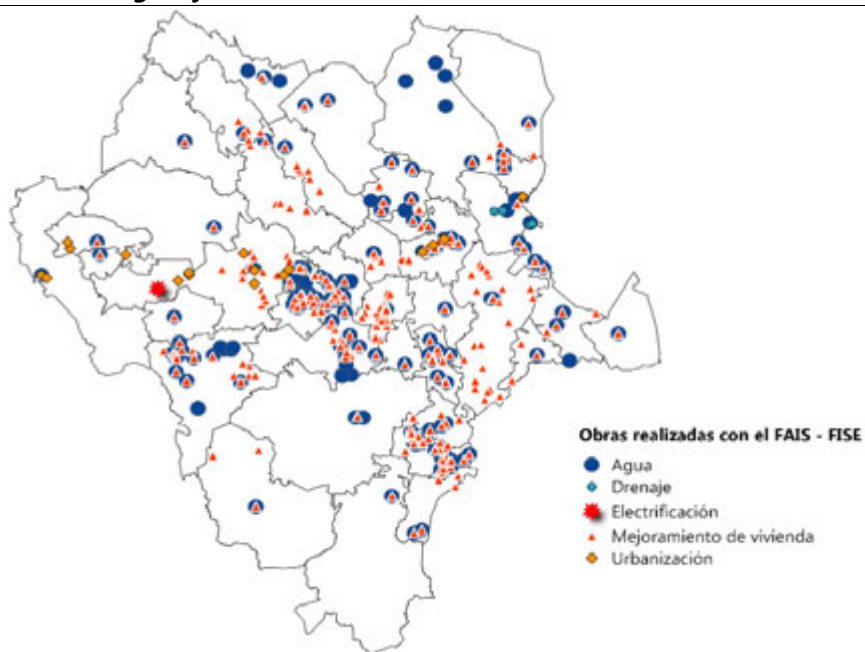 Obras realizadas con el FAIS - FISE
Agua
Drenaje
Electrificación
Mejoramiento de vivienda
Urbanización